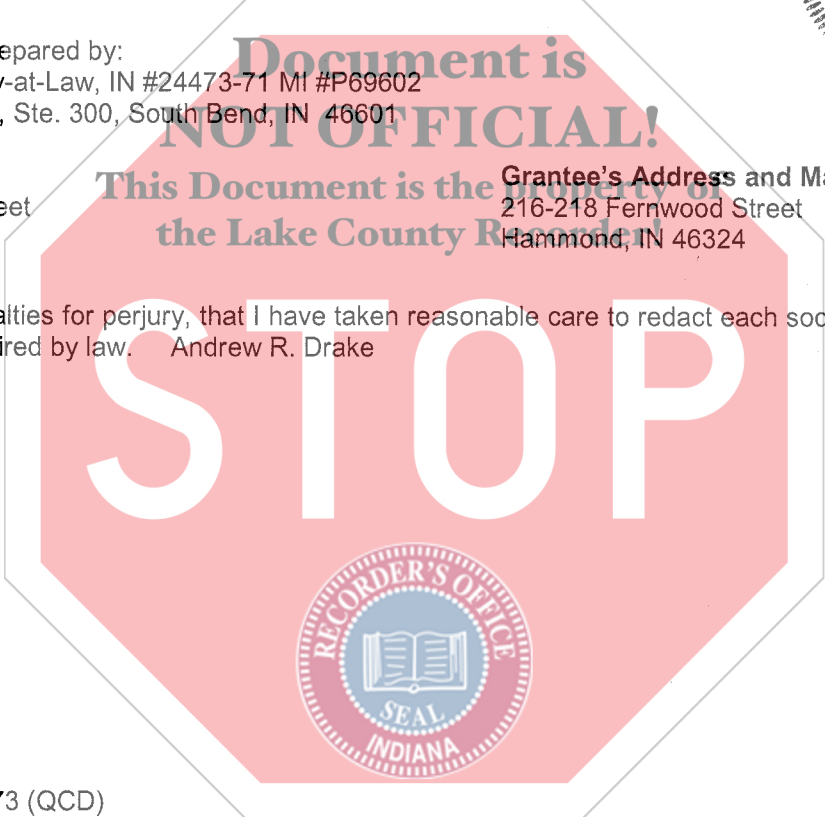 epared by:
Document is
y-at-Law, IN #24473-71 MI #P69602
, Ste. 300, South Bend, IN 46601
NOT OFFICIAL!
Grantee's Address and Ma
This Document is the property of
eet
216-218 Fernwood Street
the Lake County Recorder!
Hammond, IN 46324
alties for perjury, that I have taken reasonable care to redact each soc
ired by law. Andrew R. Drake
STOP
RECORDER'S OFFICE
SEAL
INDIANA
73 (QCD)